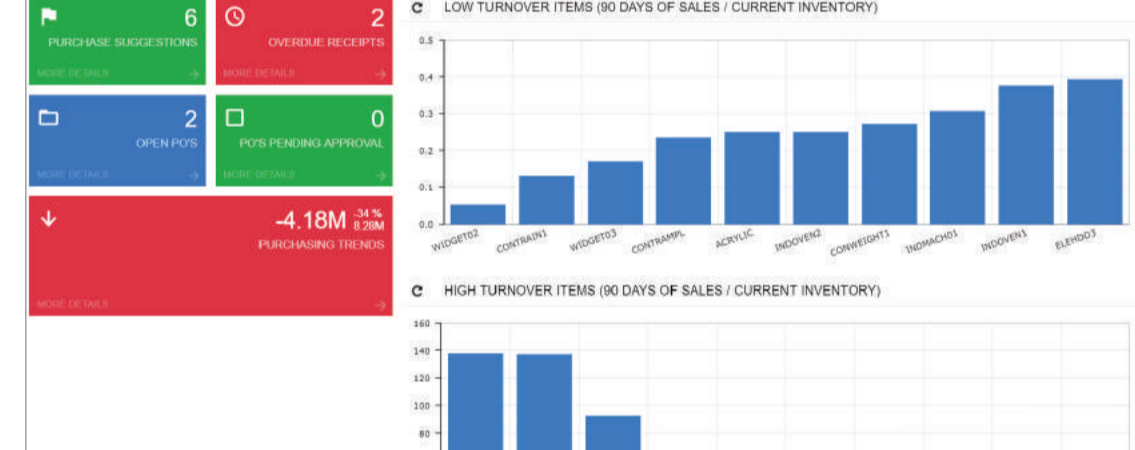 6
PURCHASE SUGGESTIONS
MORE DETAILS
2
OVERDUE RECEIPTS
MORE DETAILS
2
OPEN PO'S
MORE DETAILS
0
PO'S PENDING APPROVAL
MORE DETAILS
-4.18M
-34 %
8.28M
PURCHASING TRENDS
MORE DETAILS
LOW TURNOVER ITEMS (90 DAYS OF SALES / CURRENT INVENTORY)
0.5
0.4
0.3
0.2
0.1
0.0
WIDGET02
CONTRAIN1
WIDGET03
CONTRAMPL
ACRYLIC
INDOVEN2
CONWEIGHT1
INDMACH01
INDOVEN1
ELEHDO3
HIGH TURNOVER ITEMS (90 DAYS OF SALES / CURRENT INVENTORY)
160
140
120
100
80